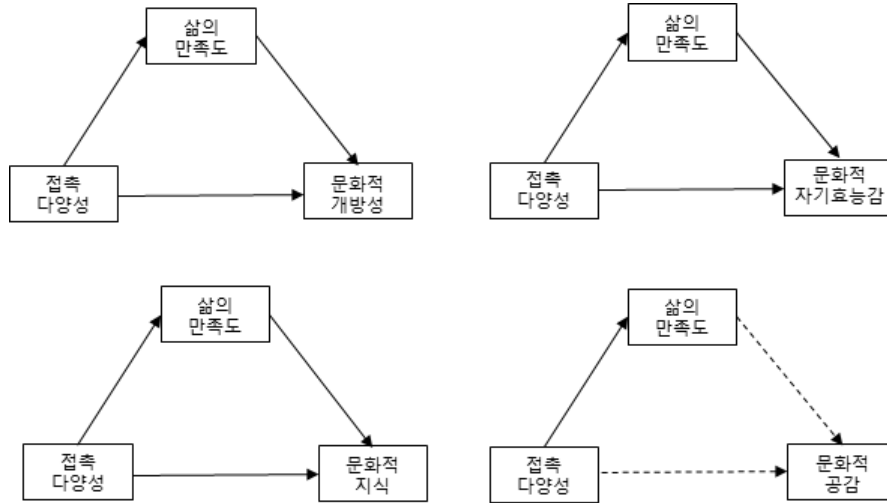 삶의
만족도
접촉
다양성
문화적
개방성
삶의
만족도
접촉
다양성
문화적
자기효능감
삶의
만족도
접촉
다양성
문화적
지식
삶의
만족도
접촉
다양성
문화적
공감